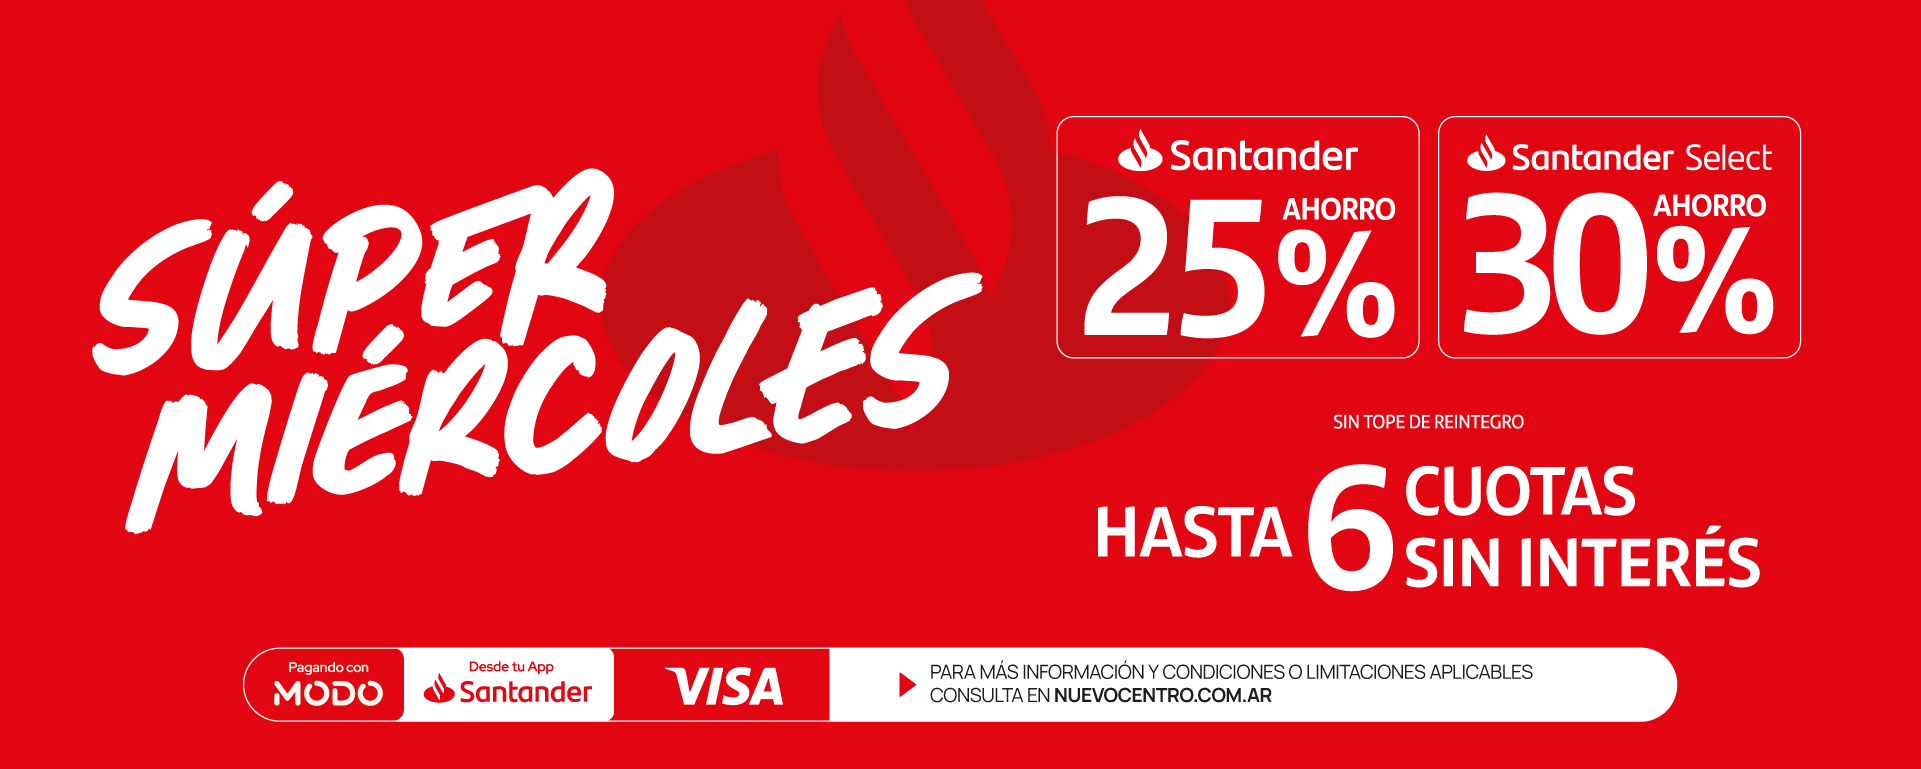 SÚPER
MIÉRCOLES
Santander
25% AHORRO
Santander Select
30% AHORRO
SIN TOPE DE REINTEGRO
HASTA 6 CUOTAS
SIN INTERÉS
Pagando con
MODO
Desde tu App
Santander
VISA
PARA MÁS INFORMACIÓN Y CONDICIONES O LIMITACIONES APLICABLES
CONSULTA EN NUEVOCENTRO.COM.AR